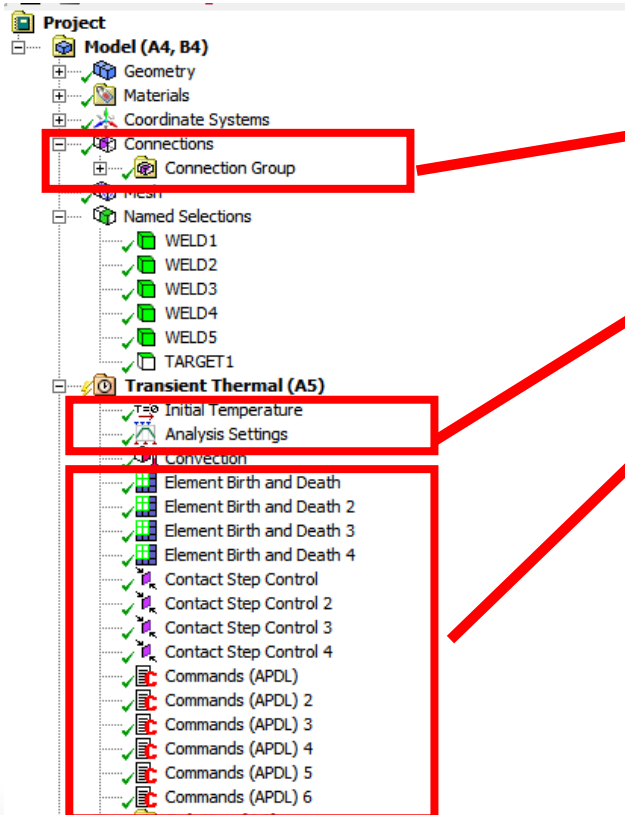 Project
Model (A4, B4)
Geometry
Materials
Coordinate Systems
Connections
Connection Group
Mesh
Named Selections
WELD1
WELD2
WELD3
WELD4
WELD5
TARGET1
Transient Thermal (A5)
T=0 Initial Temperature
Analysis Settings
Convection
Element Birth and Death
Element Birth and Death 2
Element Birth and Death 3
Element Birth and Death 4
Contact Step Control
Contact Step Control 2
Contact Step Control 3
Contact Step Control 4
Commands (APDL)
Commands (APDL) 2
Commands (APDL) 3
Commands (APDL) 4
Commands (APDL) 5
Commands (APDL) 6